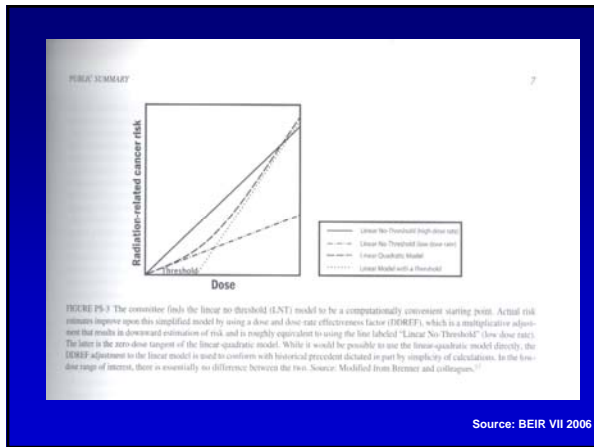 PUBLIC SUMMARY
7
Radiation-related cancer risk
Threshold
Dose
Linear No-Threshold (high dose rate)
Linear No-Threshold (low dose rate)
Linear Quadratic Model
Linear Model with a Threshold
FIGURE PS-3 The committee finds the linear no-threshold (LNT) model to be a computationally convenient starting point. Actual risk
estimates improve upon this simplified model by using a dose and dose-rate effectiveness factor (DDREF), which is a multiplicative adjust-
ment that results in downward estimation of risk and is roughly equivalent to using the line labeled "Linear No-Threshold" (low dose rate).
The latter is the zero-dose tangent of the linear-quadratic model. While it would be possible to use the linear-quadratic model directly, the
DDREF adjustment to the linear model is used to conform with historical precedent dictated in part by simplicity of calculations. In the low-
dose range of interest, there is essentially no difference between the two. Source: Modified from Brenner and colleagues.
Source: BEIR VII 2006